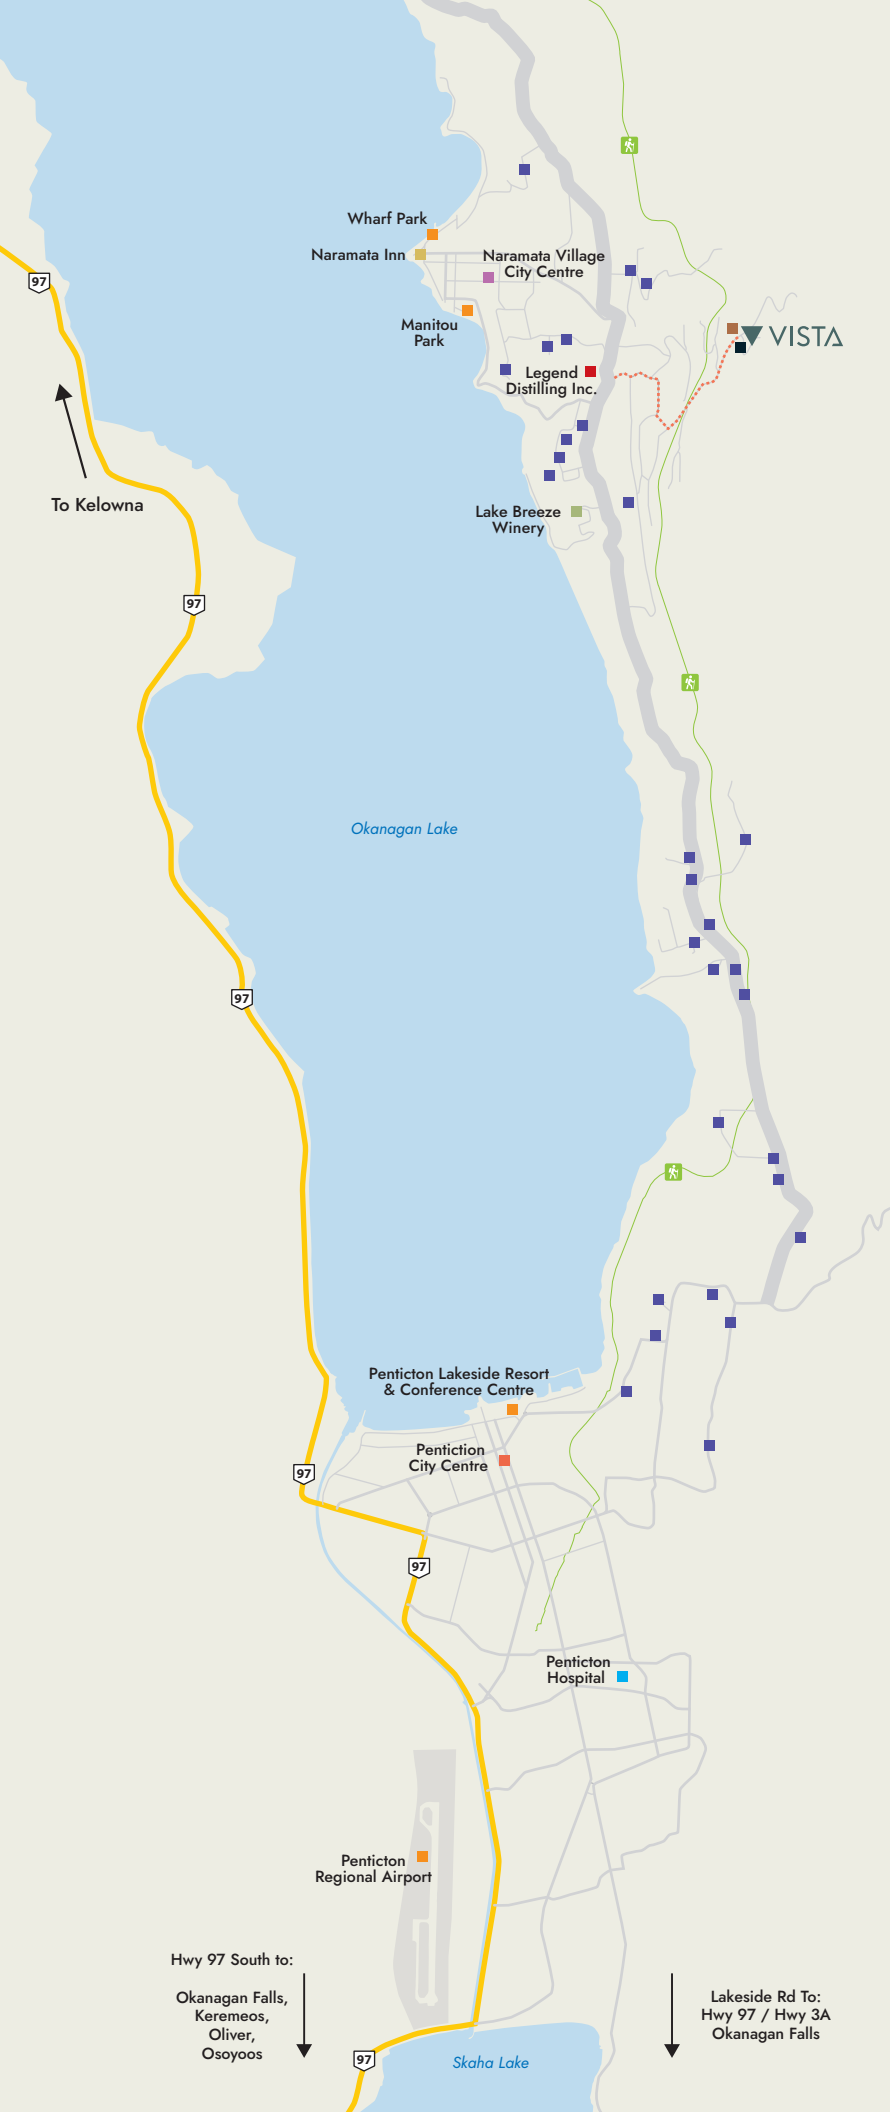 Wharf Park
Naramata Inn
Naramata Village
City Centre
97
Manitou
Park
VISTA
Legend
Distilling Inc.
To Kelowna
Lake Breeze
Winery
97
Okanagan Lake
97
Penticton Lakeside Resort
& Conference Centre
Pentiction
City Centre
97
97
Penticton
Hospital
Penticton
Regional Airport
Hwy 97 South to:
Okanagan Falls,
Keremeos,
Oliver,
Osoyoos
Lakeside Rd To:
Hwy 97 / Hwy 3A
Okanagan Falls
97
Skaha Lake